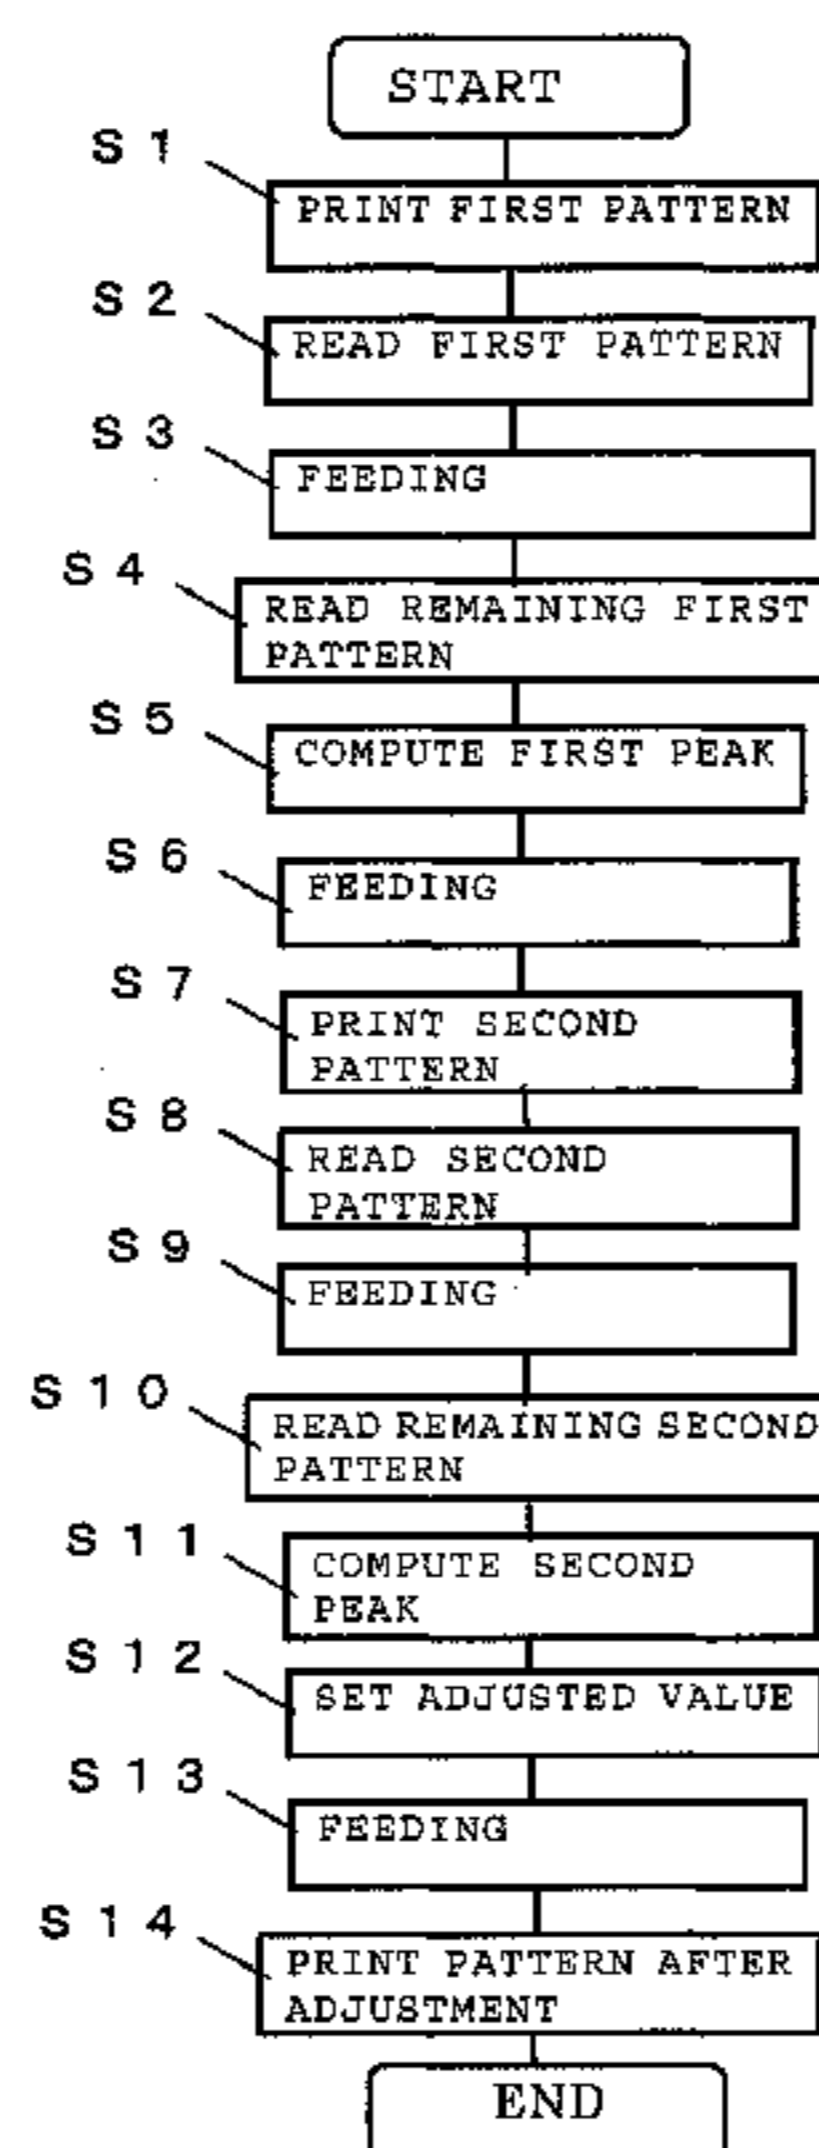 START
S 1
PRINT FIRST PATTERN
S 2
READ FIRST PATTERN
S 3
FEEDING
S 4
READ REMAINING FIRST
PATTERN
S 5
COMPUTE FIRST PEAK
S 6
FEEDING
S 7
PRINT SECOND
PATTERN
S 8
READ SECOND
PATTERN
S 9
FEEDING
S 1 0
READ REMAINING SECOND
PATTERN
S 1 1
COMPUTE SECOND
PEAK
S 1 2
SET ADJUSTED VALUE
S 1 3
FEEDING
S 1 4
PRINT PATTERN AFTER
ADJUSTMENT
END